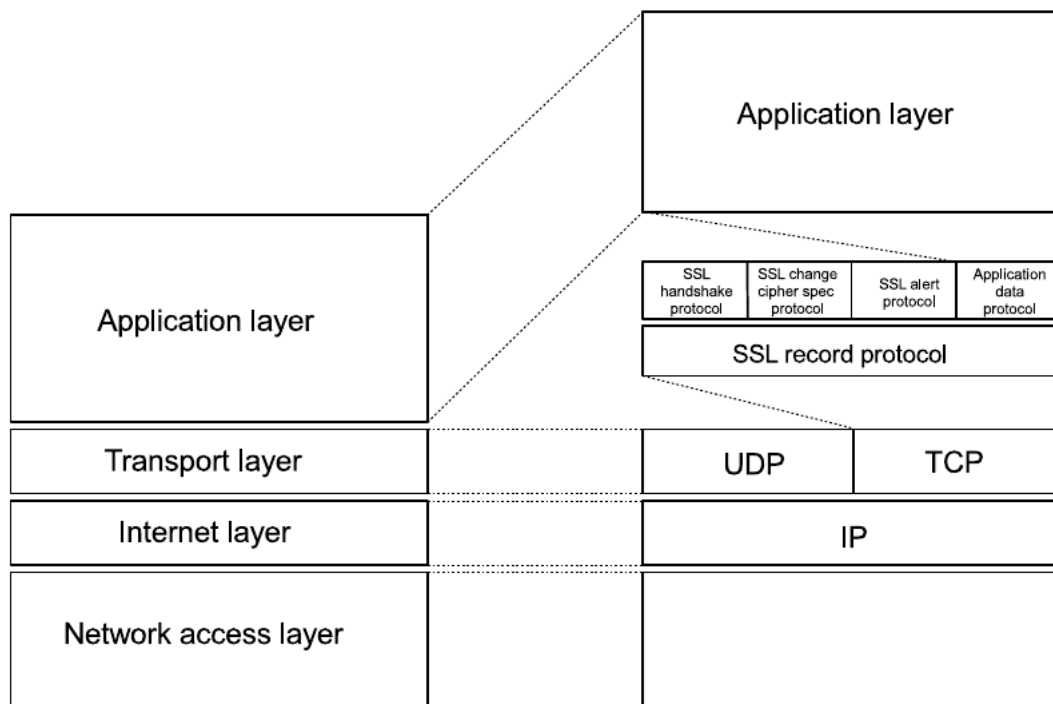 Application layer
SSL
handshake
protocol
SSL change
cipher spec
protocol
SSL alert
protocol
Application
data
protocol
Application layer
SSL record protocol
Transport layer
UDP
TCP
Internet layer
IP
Network access layer